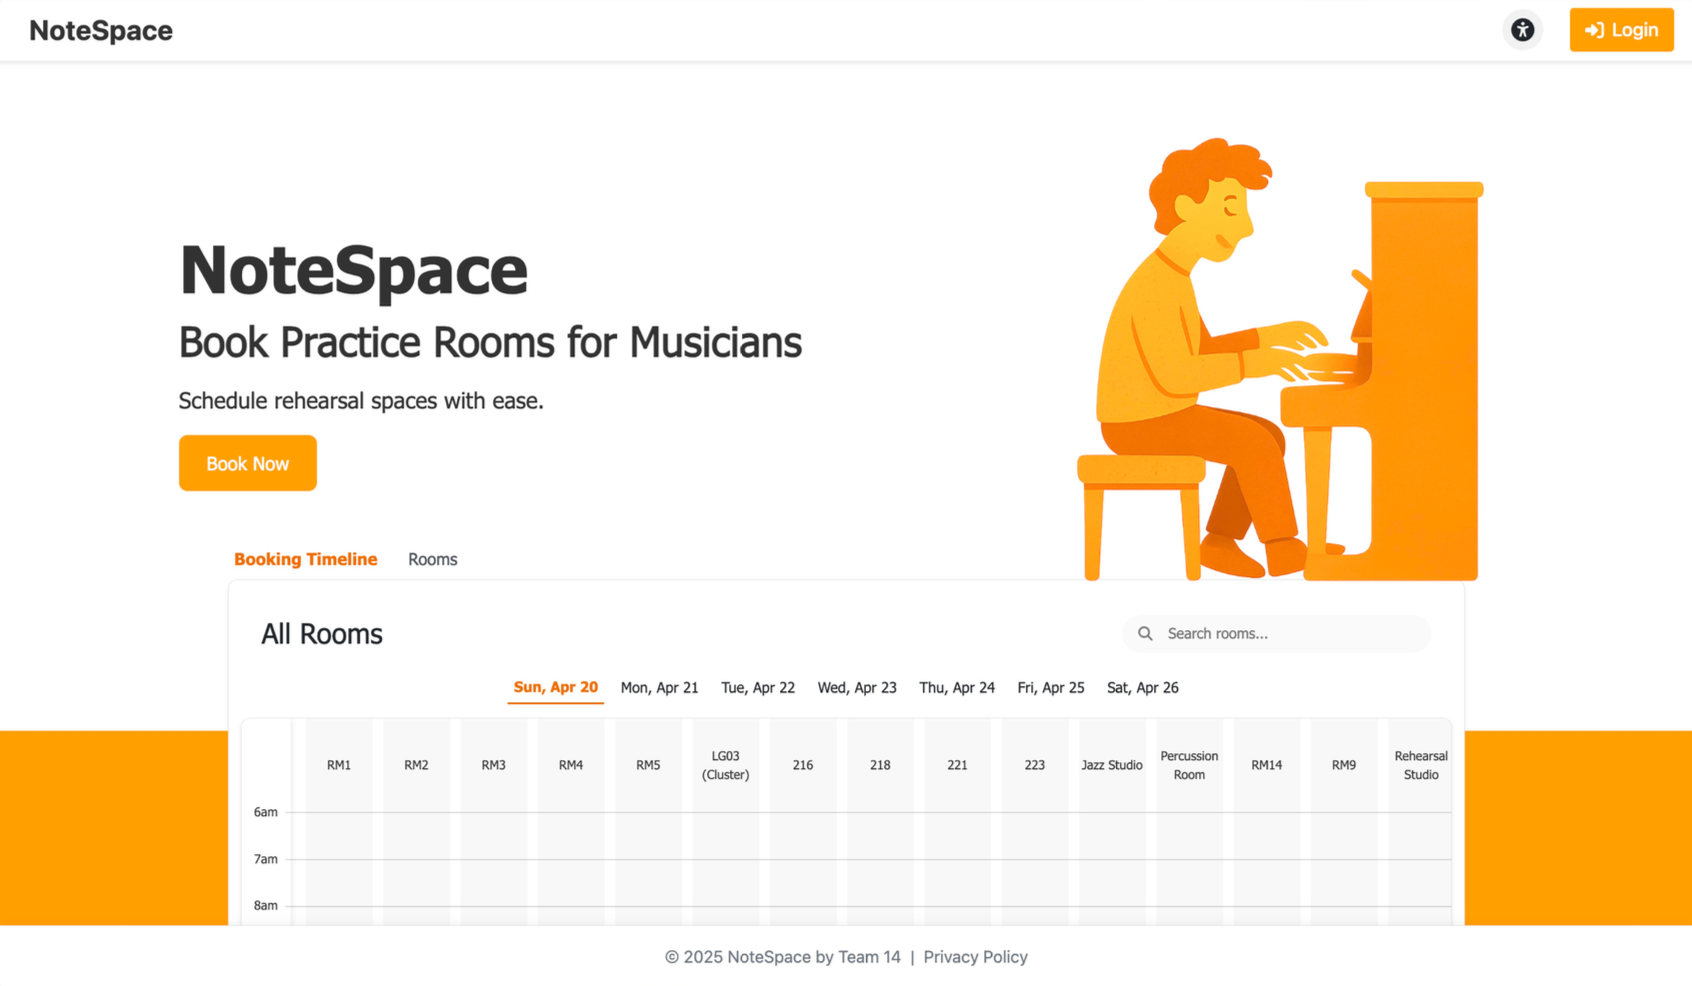 NoteSpace
Login
NoteSpace
Book Practice Rooms for Musicians
Schedule rehearsal spaces with ease.
Book Now
Booking Timeline Rooms
All Rooms
Search rooms...
Sun, Apr 20 Mon, Apr 21 Tue, Apr 22 Wed, Apr 23 Thu, Apr 24 Fri, Apr 25 Sat, Apr 26
RM1 RM2 RM3 RM4 RM5 LG03 (Cluster) 216 218 221 223 Jazz Studio Percussion Room RM14 RM9 Rehearsal Studio
6am
7am
8am
© 2025 NoteSpace by Team 14 | Privacy Policy